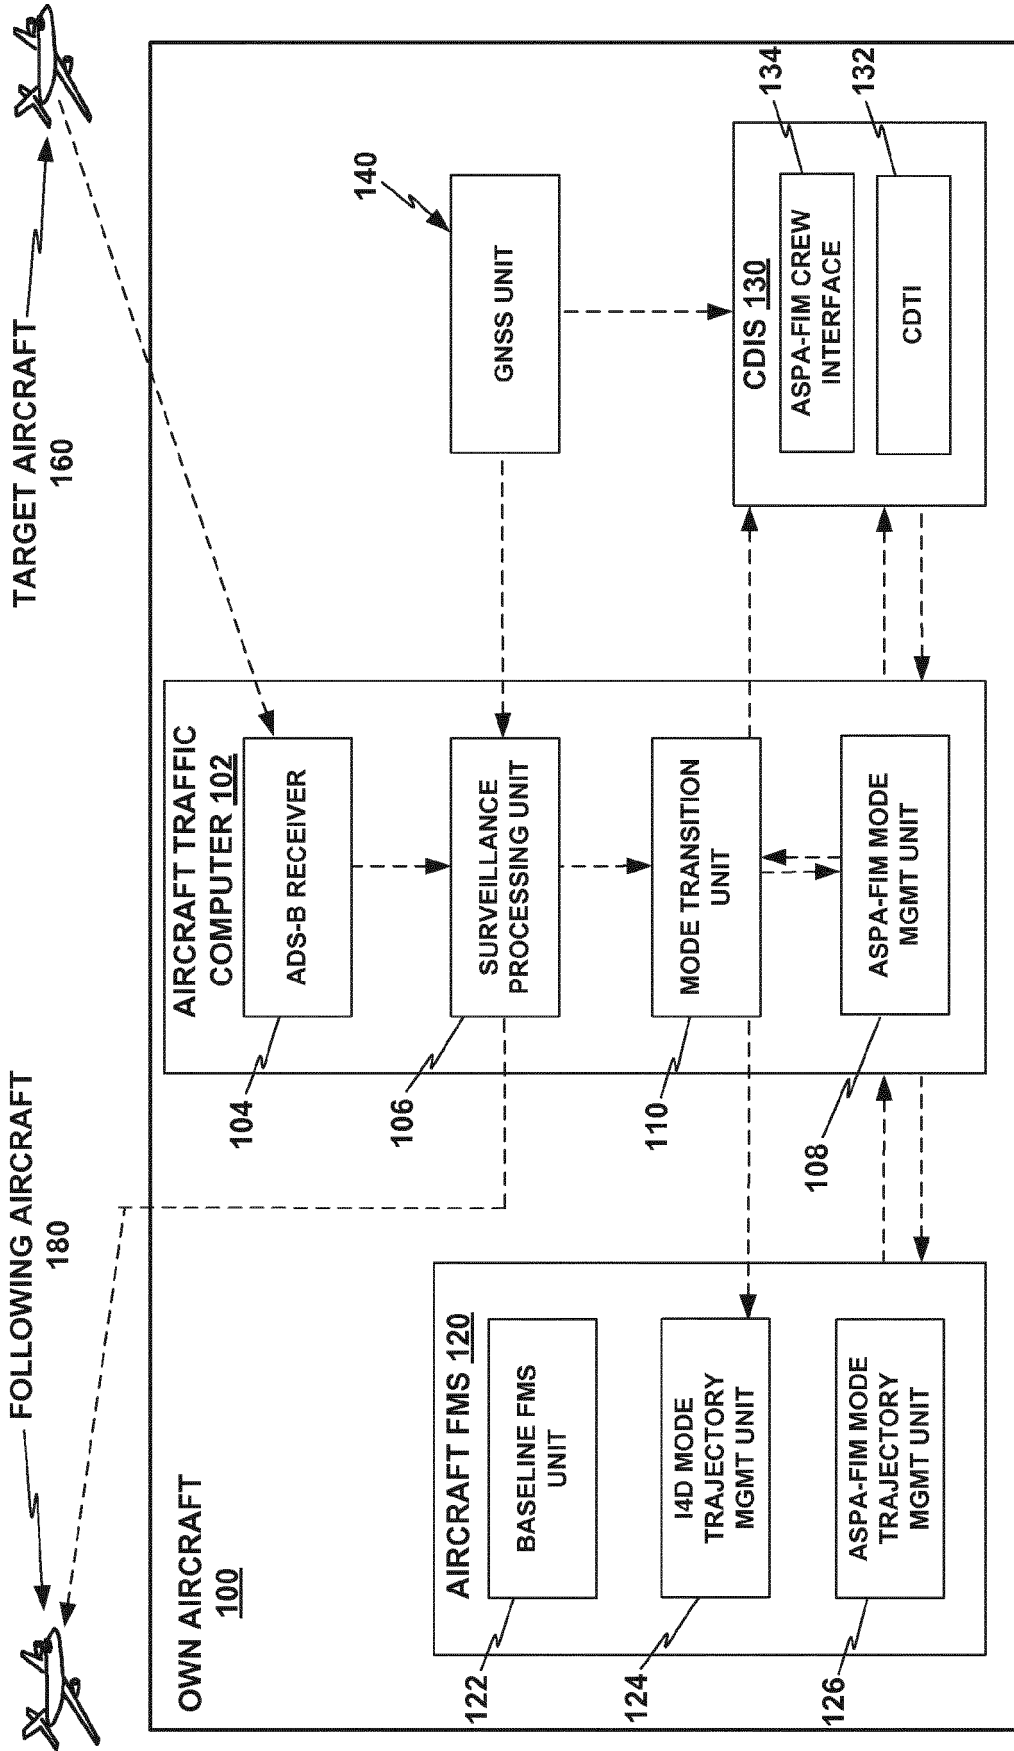 FOLLOWING AIRCRAFT
180
TARGET AIRCRAFT
160
OWN AIRCRAFT
100
AIRCRAFT FMS 120
BASELINE FMS
UNIT
122
I4D MODE
TRAJECTORY
MGMT UNIT
124
ASPA-FIM MODE
TRAJECTORY
MGMT UNIT
126
AIRCRAFT TRAFFIC
COMPUTER 102
ADS-B RECEIVER
104
SURVEILLANCE
PROCESSING UNIT
106
MODE TRANSITION
UNIT
110
ASPA-FIM MODE
MGMT UNIT
108
GNSS UNIT
140
CDIS 130
ASPA-FIM CREW
INTERFACE
134
CDTI
132